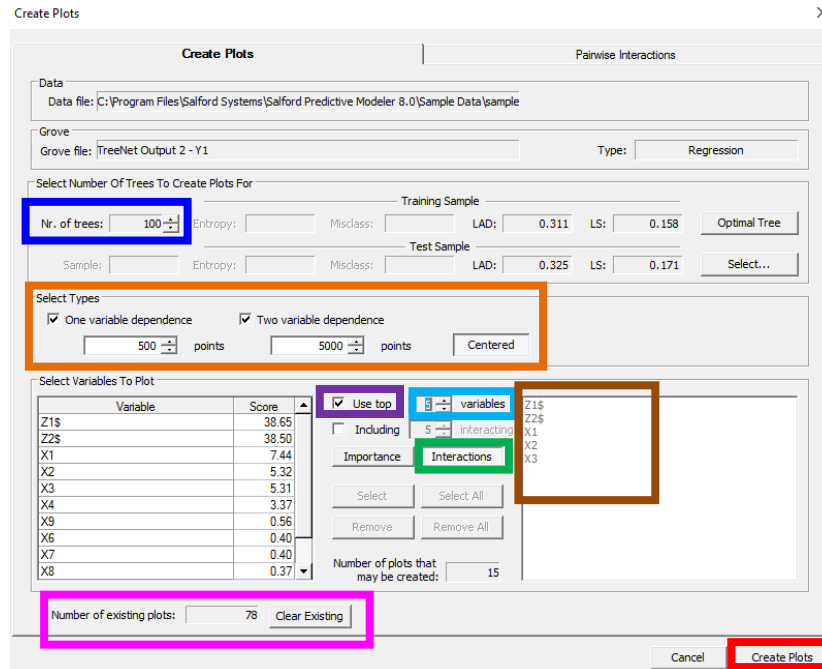 Create Plots
Create Plots Pairwise Interactions
Data
Data file: C:\Program Files\Salford Systems\Salford Predictive Modeler 8.0\Sample Data\sample
Grove
Grove file: TreeNet Output 2 - Y1 Type: Regression
Select Number Of Trees To Create Plots For
Training Sample
Nr. of trees: 100 Entropy: Misclass: LAD: 0.311 LS: 0.158 Optimal Tree
Test Sample
Sample: Entropy: Misclass: LAD: 0.325 LS: 0.171 Select...
Select Types
One variable dependence Two variable dependence
500 points 5000 points Centered
Select Variables To Plot
Variable Score Use top 5 variables Z1$
Z1$ 38.65 Z2$
Z2$ 38.50 Including 5 interacting X1
X1 7.44 Importance Interactions X2
X2 5.32 X3
X3 5.31
X4 3.37 Select Select All
X9 0.56
X6 0.40 Remove Remove All
X7 0.40
X8 0.37
Number of plots that
may be created: 15
Number of existing plots: 78 Clear Existing
Cancel Create Plots